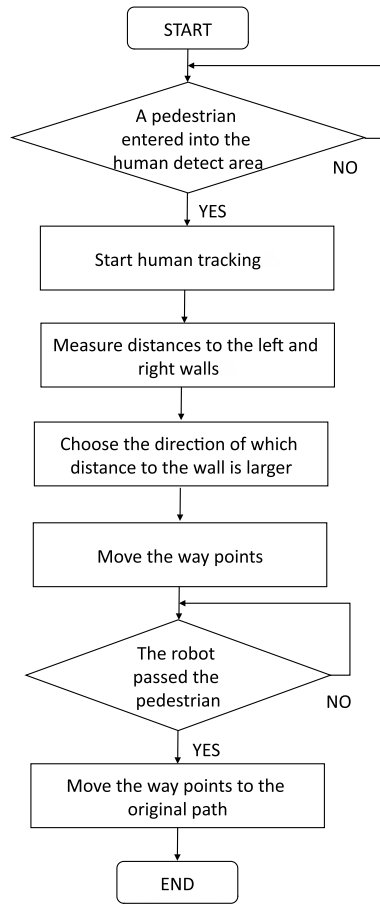 START
A pedestrian
entered into the
human detect area
NO
YES
Start human tracking
Measure distances to the left and
right walls
Choose the direction of which
distance to the wall is larger
Move the way points
The robot
passed the
pedestrian
NO
YES
Move the way points to the
original path
END